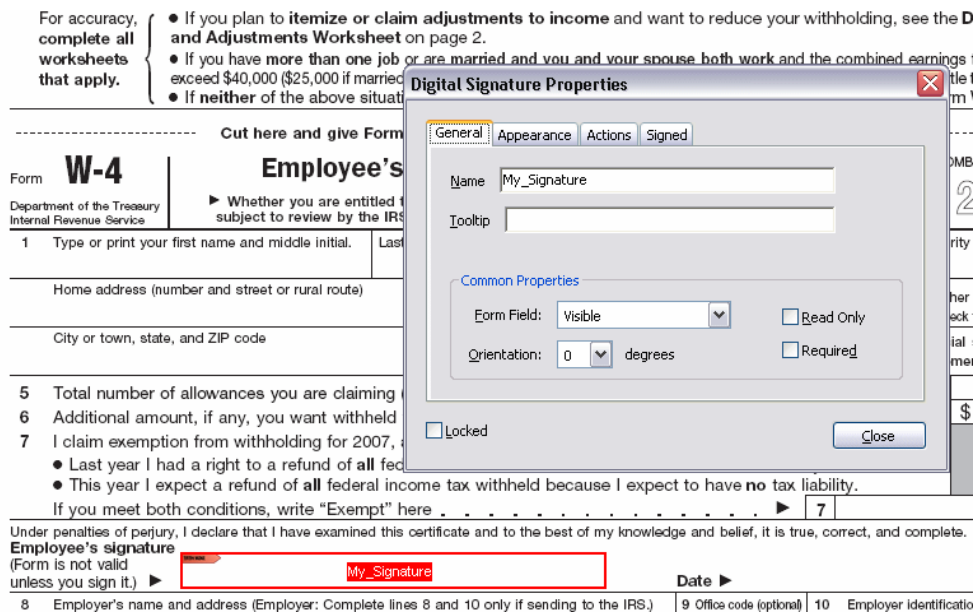 For accuracy, complete all worksheets that apply.
● If you plan to itemize or claim adjustments to income and want to reduce your withholding, see the D
and Adjustments Worksheet on page 2.
● If you have more than one job or are married and you and your spouse both work and the combined earnings
exceed $40,000 ($25,000 if married
● If neither of the above situati
Cut here and give Form
Form W-4
Department of the Treasury
Internal Revenue Service
Employee's
► Whether you are entitled
subject to review by the IRS
1 Type or print your first name and middle initial.
Last
Home address (number and street or rural route)
City or town, state, and ZIP code
Digital Signature Properties
General Appearance Actions Signed
Name My_Signature
Tooltip
Common Properties
Form Field: Visible
Read Only
Orientation: 0 degrees
Required
Locked
Close
5 Total number of allowances you are claiming (
6 Additional amount, if any, you want withheld
$
7 I claim exemption from withholding for 2007,
● Last year I had a right to a refund of all fed
● This year I expect a refund of all federal income tax withheld because I expect to have no tax liability.
If you meet both conditions, write “Exempt” here . . . . . . . . . . . . ► 7
Under penalties of perjury, I declare that I have examined this certificate and to the best of my knowledge and belief, it is true, correct, and complete.
Employee's signature
(Form is not valid
unless you sign it.) ►
My_Signature
Date ►
8 Employer's name and address (Employer: Complete lines 8 and 10 only if sending to the IRS.)
9 Office code (optional)
10 Employer identificatio